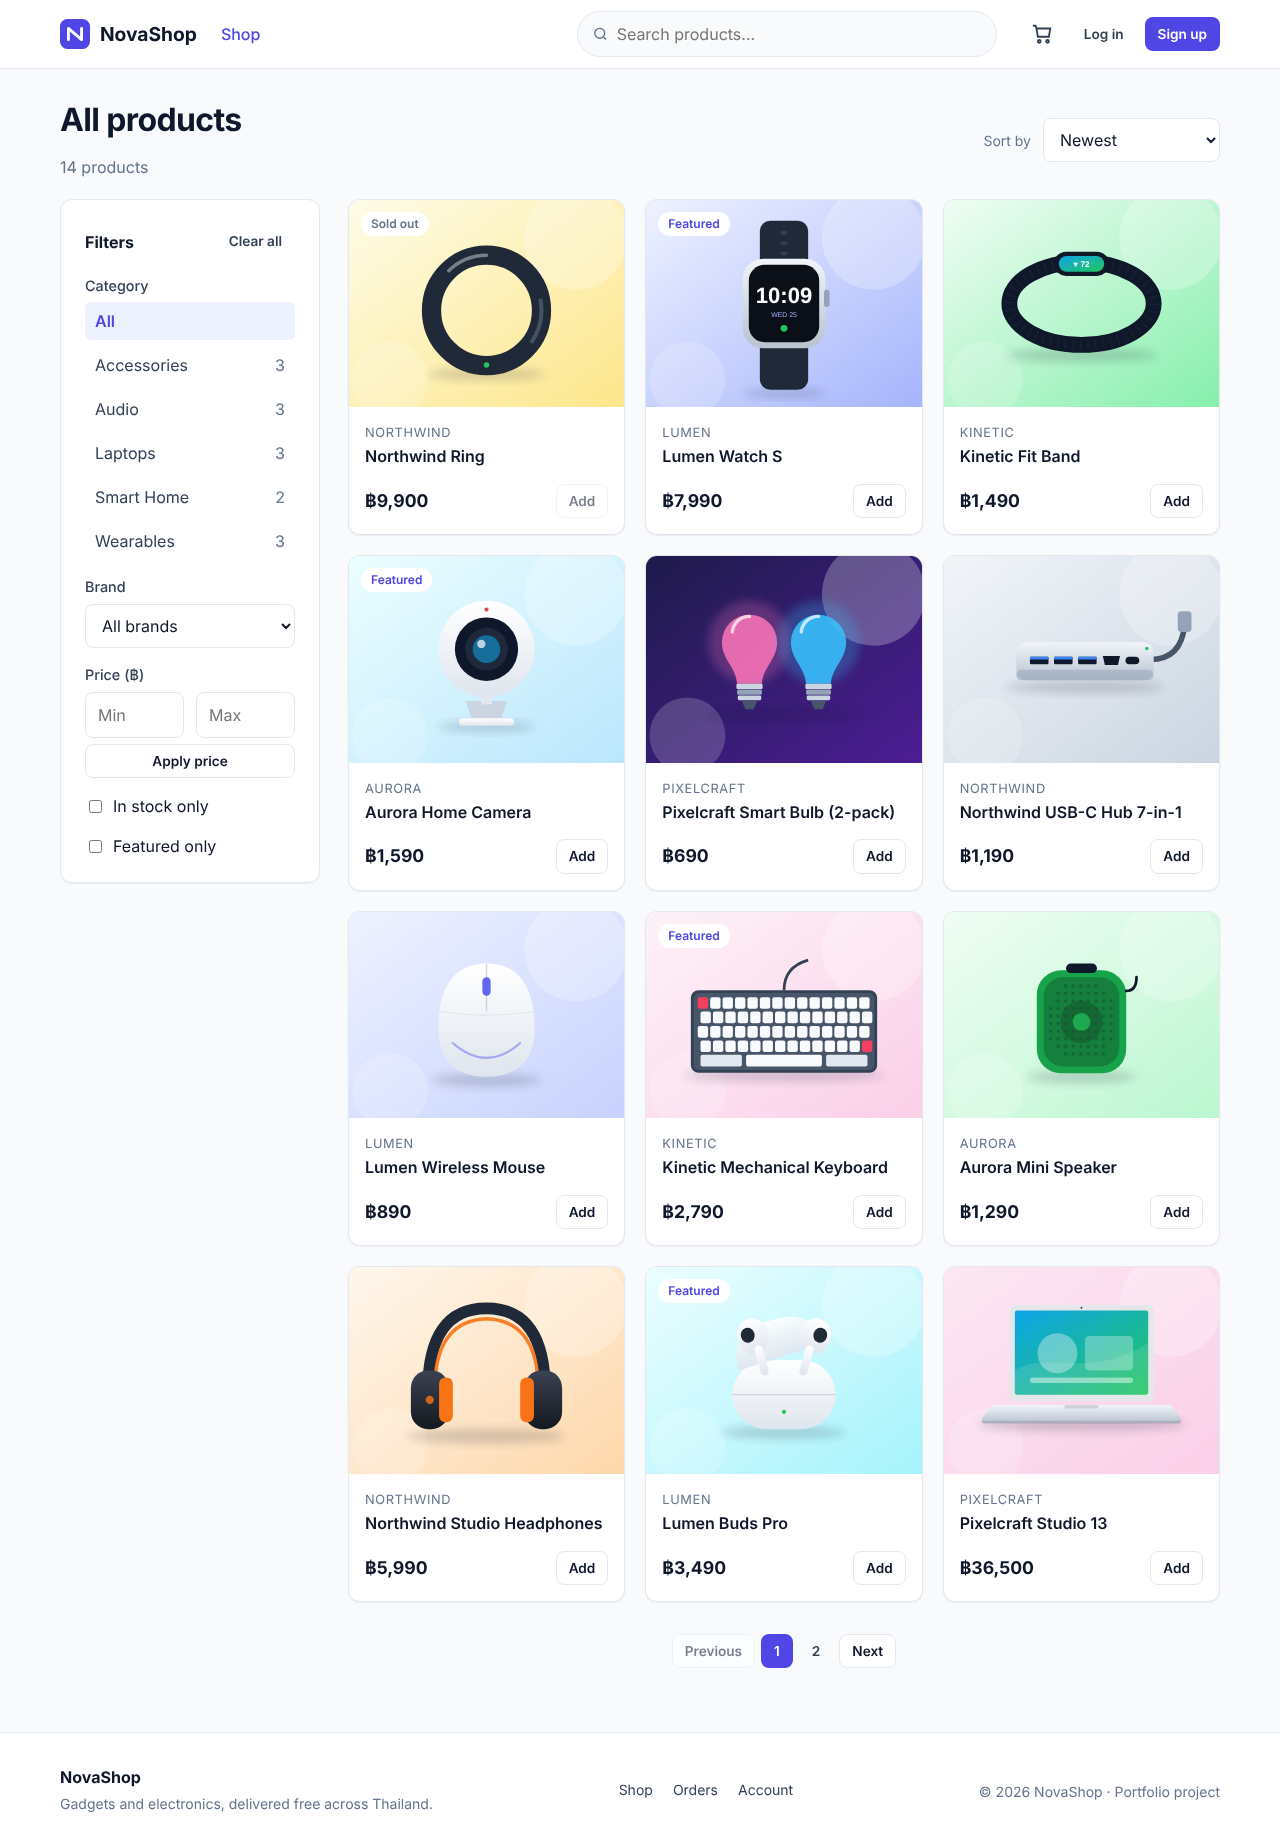 NovaShop
Shop
Search products...
Log in
Sign up
All products
14 products
Sort by
Newest
Filters
Clear all
Category
All
Accessories 3
Audio 3
Laptops 3
Smart Home 2
Wearables 3
Brand
All brands
Price (฿)
Min
Max
Apply price
In stock only
Featured only
Sold out
NORTHWIND
Northwind Ring
฿9,900
Add
Featured
10:09
WED 25
LUMEN
Lumen Watch S
฿7,990
Add
♥ 72
KINETIC
Kinetic Fit Band
฿1,490
Add
Featured
AURORA
Aurora Home Camera
฿1,590
Add
PIXELCRAFT
Pixelcraft Smart Bulb (2-pack)
฿690
Add
NORTHWIND
Northwind USB-C Hub 7-in-1
฿1,190
Add
LUMEN
Lumen Wireless Mouse
฿890
Add
Featured
KINETIC
Kinetic Mechanical Keyboard
฿2,790
Add
AURORA
Aurora Mini Speaker
฿1,290
Add
NORTHWIND
Northwind Studio Headphones
฿5,990
Add
Featured
LUMEN
Lumen Buds Pro
฿3,490
Add
PIXELCRAFT
Pixelcraft Studio 13
฿36,500
Add
Previous
1
2
Next
NovaShop
Gadgets and electronics, delivered free across Thailand.
Shop
Orders
Account
© 2026 NovaShop · Portfolio project